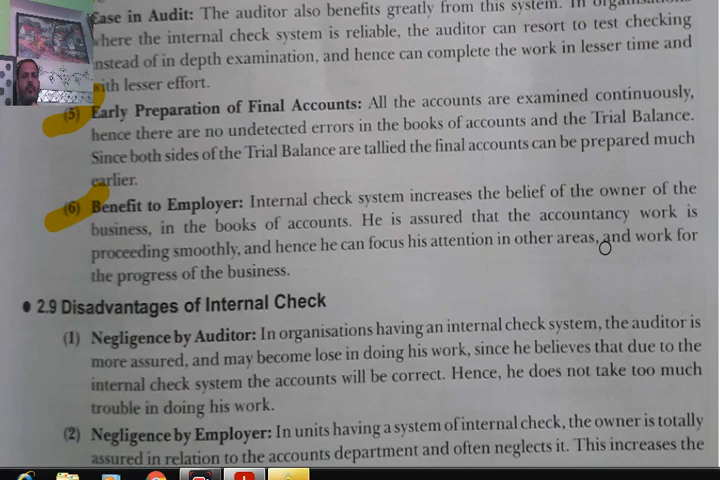 Ease in Audit: The auditor also benefits greatly from this system. In organisations
where the internal check system is reliable, the auditor can resort to test checking
instead of in depth examination, and hence can complete the work in lesser time and
with lesser effort.
(5) Early Preparation of Final Accounts: All the accounts are examined continuously,
hence there are no undetected errors in the books of accounts and the Trial Balance.
Since both sides of the Trial Balance are tallied the final accounts can be prepared much
earlier.
(6) Benefit to Employer: Internal check system increases the belief of the owner of the
business, in the books of accounts. He is assured that the accountancy work is
proceeding smoothly, and hence he can focus his attention in other areas, and work for
the progress of the business.
• 2.9 Disadvantages of Internal Check
(1) Negligence by Auditor: In organisations having an internal check system, the auditor is
more assured, and may become lose in doing his work, since he believes that due to the
internal check system the accounts will be correct. Hence, he does not take too much
trouble in doing his work.
(2) Negligence by Employer: In units having a system of internal check, the owner is totally
assured in relation to the accounts department and often neglects it. This increases the